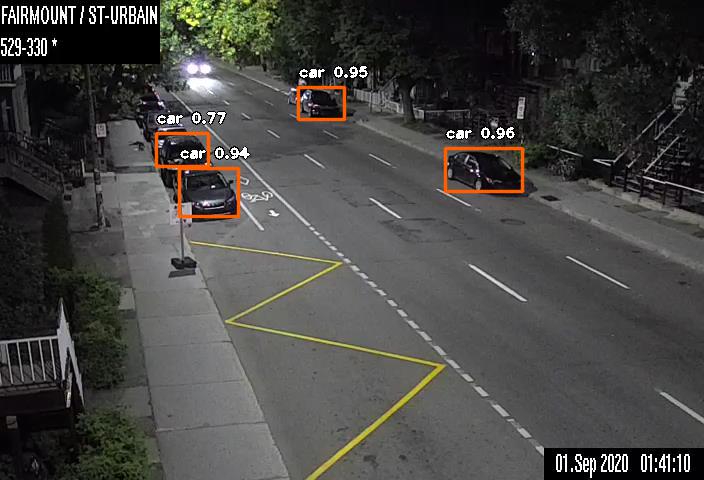 FAIRMOUNT / ST-URBAIN
529-330 *
car 0.95
car 0.77
car 0.96
car 0.94
01.Sep 2020 01:41:10